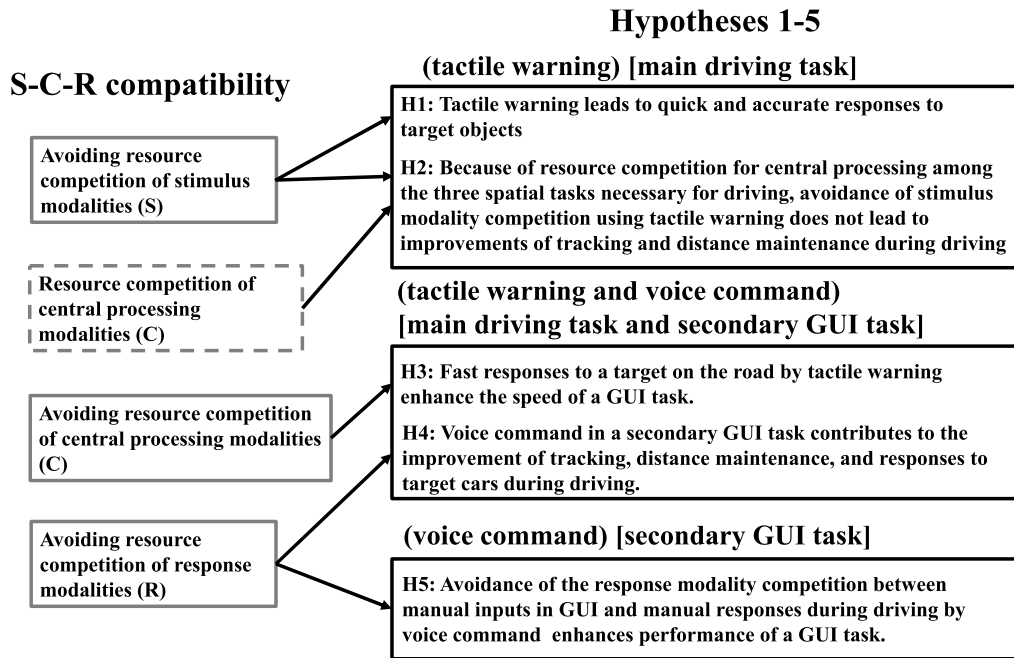 Hypotheses 1-5
S-C-R compatibility
(tactile warning) [main driving task]
Avoiding resource
competition of stimulus
modalities (S)
Resource competition of
central processing
modalities (C)
Avoiding resource competition
of central processing modalities
(C)
Avoiding resource
competition of response
modalities (R)
H1: Tactile warning leads to quick and accurate responses to
target objects
H2: Because of resource competition for central processing among
the three spatial tasks necessary for driving, avoidance of stimulus
modality competition using tactile warning does not lead to
improvements of tracking and distance maintenance during driving
(tactile warning and voice command)
[main driving task and secondary GUI task]
H3: Fast responses to a target on the road by tactile warning
enhance the speed of a GUI task.
H4: Voice command in a secondary GUI task contributes to the
improvement of tracking, distance maintenance, and responses to
target cars during driving.
(voice command) [secondary GUI task]
H5: Avoidance of the response modality competition between
manual inputs in GUI and manual responses during driving by
voice command enhances performance of a GUI task.